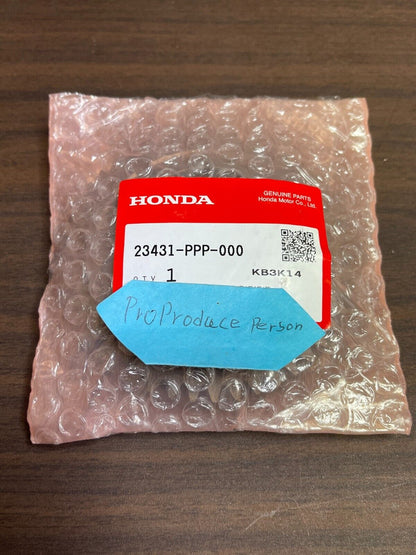 HONDA
GENUINE PARTS
Honda Motor Co., Ltd.
23431-PPP-000
QTY 1
KB3K14
ProProduce Person